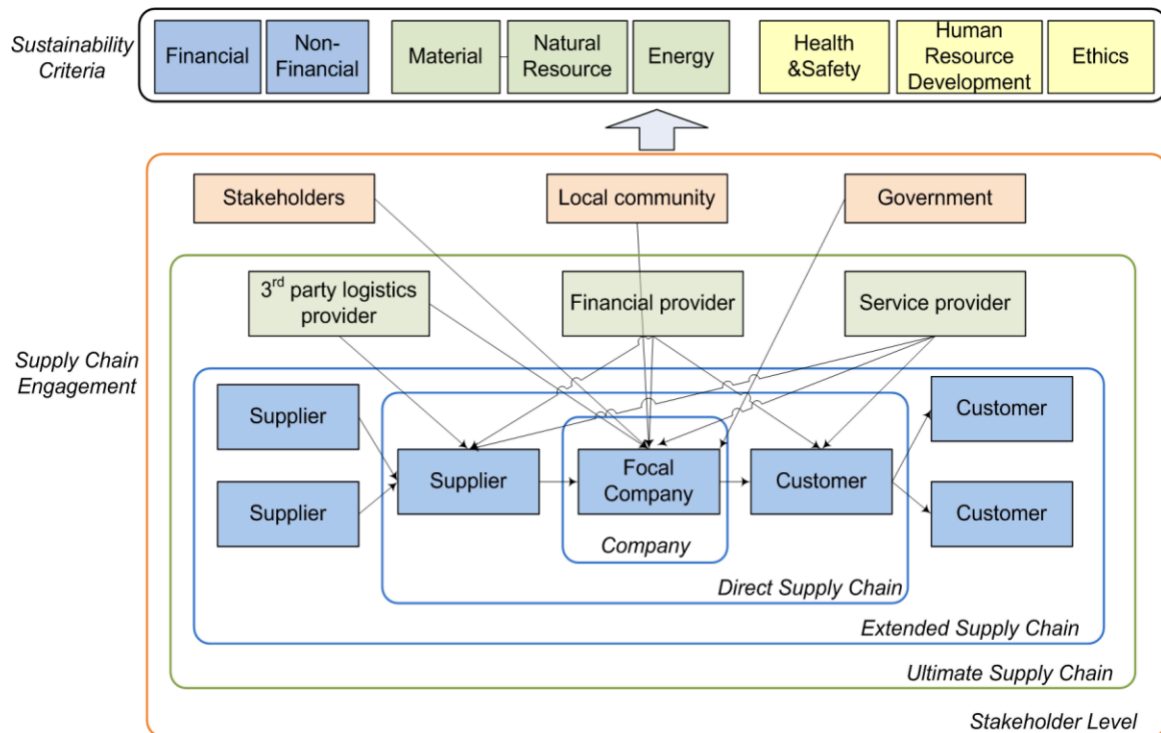 Sustainability
Criteria
Financial
Non-
Financial
Material
Natural
Resource
Energy
Health
&Safety
Human
Resource
Development
Ethics
Stakeholders
Local community
Government
3rd party logistics
provider
Financial provider
Service provider
Supply Chain
Engagement
Supplier
Supplier
Supplier
Focal
Company
Customer
Customer
Customer
Company
Direct Supply Chain
Extended Supply Chain
Ultimate Supply Chain
Stakeholder Level